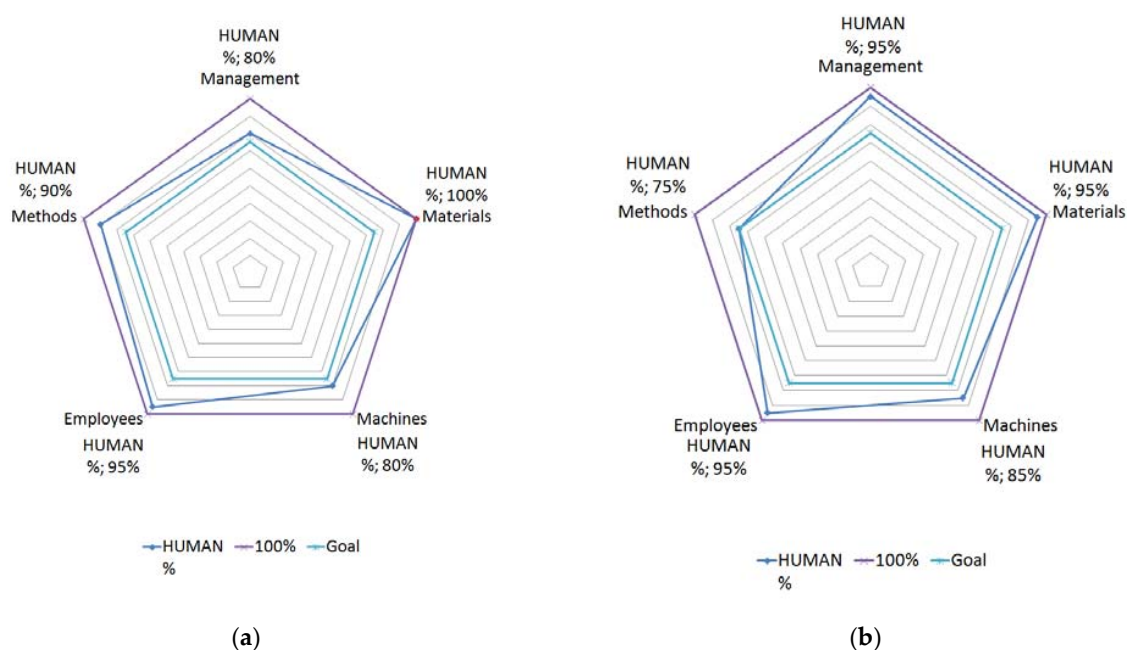 HUMAN
%; 80%
Management
HUMAN
%; 100%
Materials
Machines
HUMAN
%; 80%
Employees
HUMAN
%; 95%
HUMAN
%; 90%
Methods
HUMAN
%
100%
Goal
(a)
HUMAN
%; 95%
Management
HUMAN
%; 95%
Materials
Machines
HUMAN
%; 85%
Employees
HUMAN
%; 95%
HUMAN
%; 75%
Methods
HUMAN
%
100%
Goal
(b)